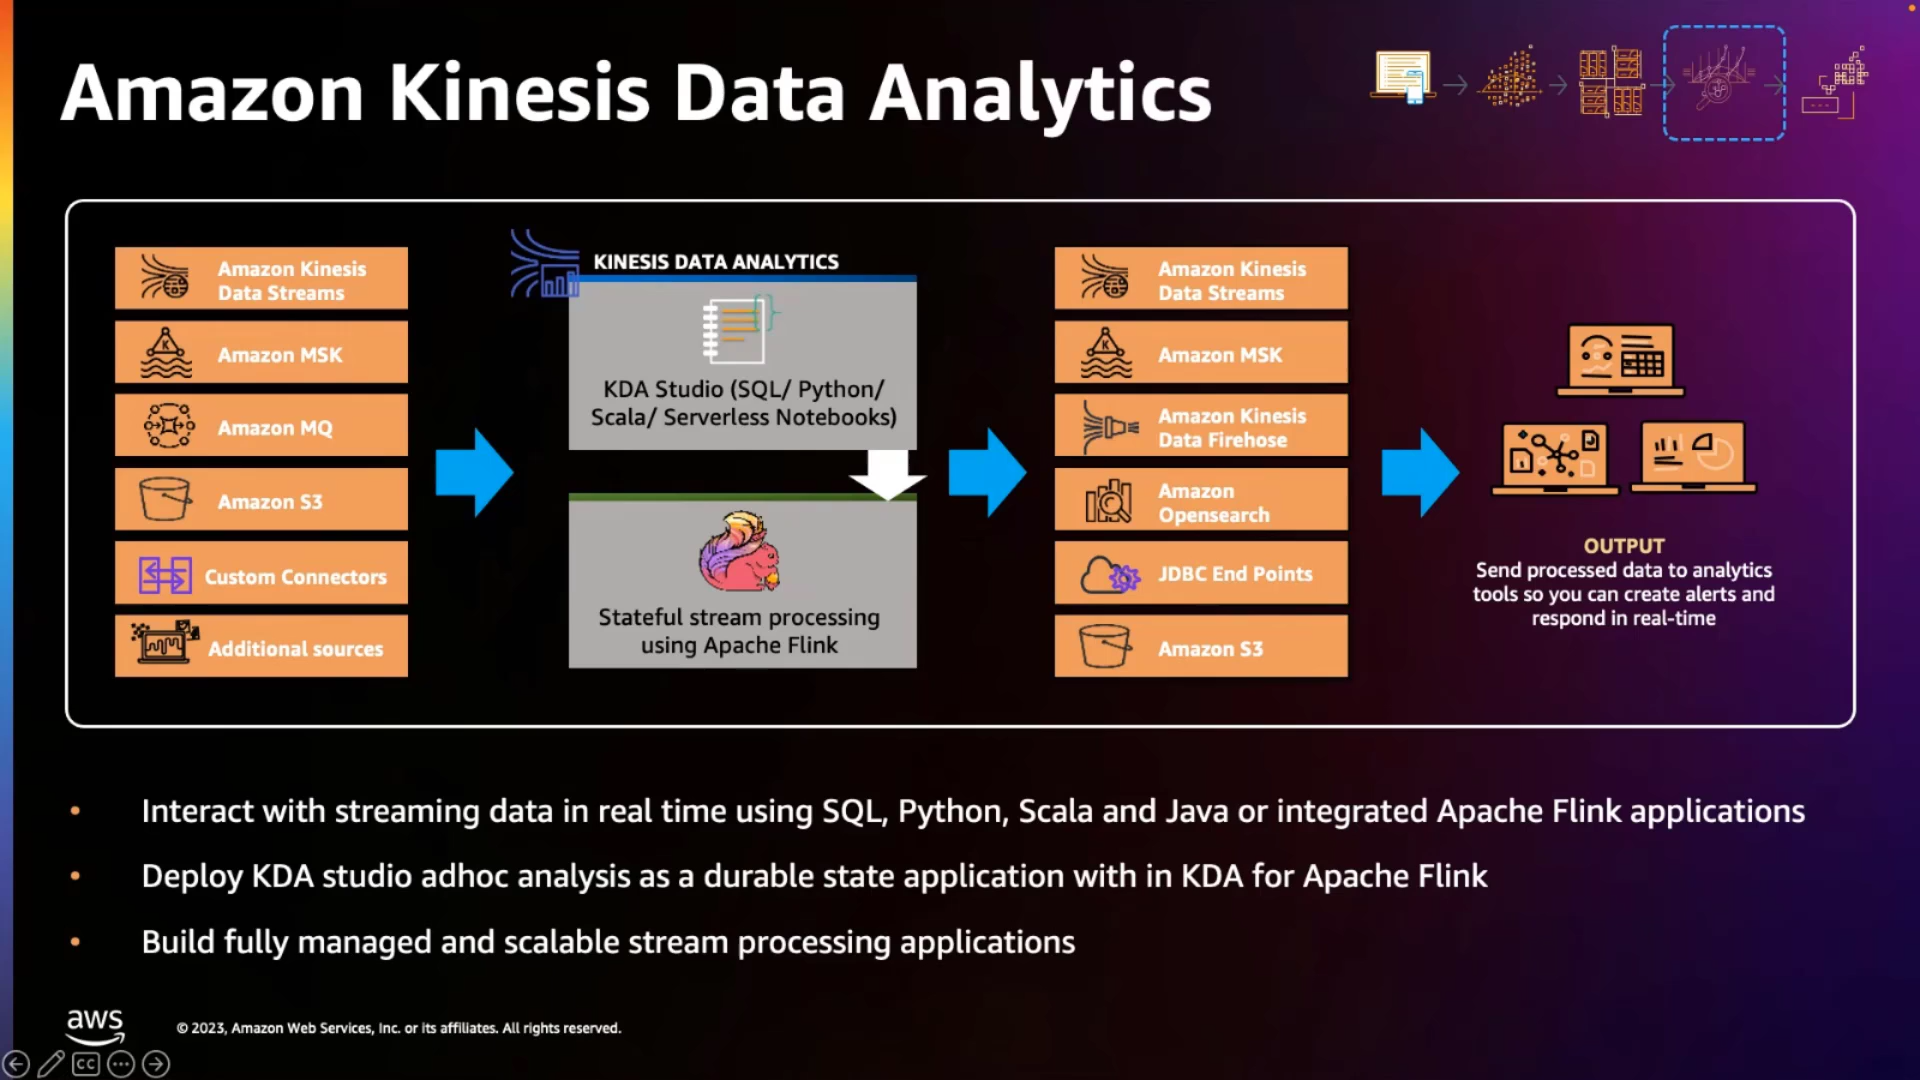 Amazon Kinesis Data Analytics
Amazon Kinesis
Data Streams
Amazon MSK
Amazon MQ
Amazon S3
Custom Connectors
Additional sources
KINESIS DATA ANALYTICS
KDA Studio (SQL/ Python/
Scala/ Serverless Notebooks)
Stateful stream processing
using Apache Flink
Amazon Kinesis
Data Streams
Amazon MSK
Amazon Kinesis
Data Firehose
Amazon
Opensearch
JDBC End Points
Amazon S3
OUTPUT
Send processed data to analytics
tools so you can create alerts and
respond in real-time
• Interact with streaming data in real time using SQL, Python, Scala and Java or integrated Apache Flink applications
• Deploy KDA studio adhoc analysis as a durable state application with in KDA for Apache Flink
• Build fully managed and scalable stream processing applications
aws
© 2023, Amazon Web Services, Inc. or its affiliates. All rights reserved.
CC